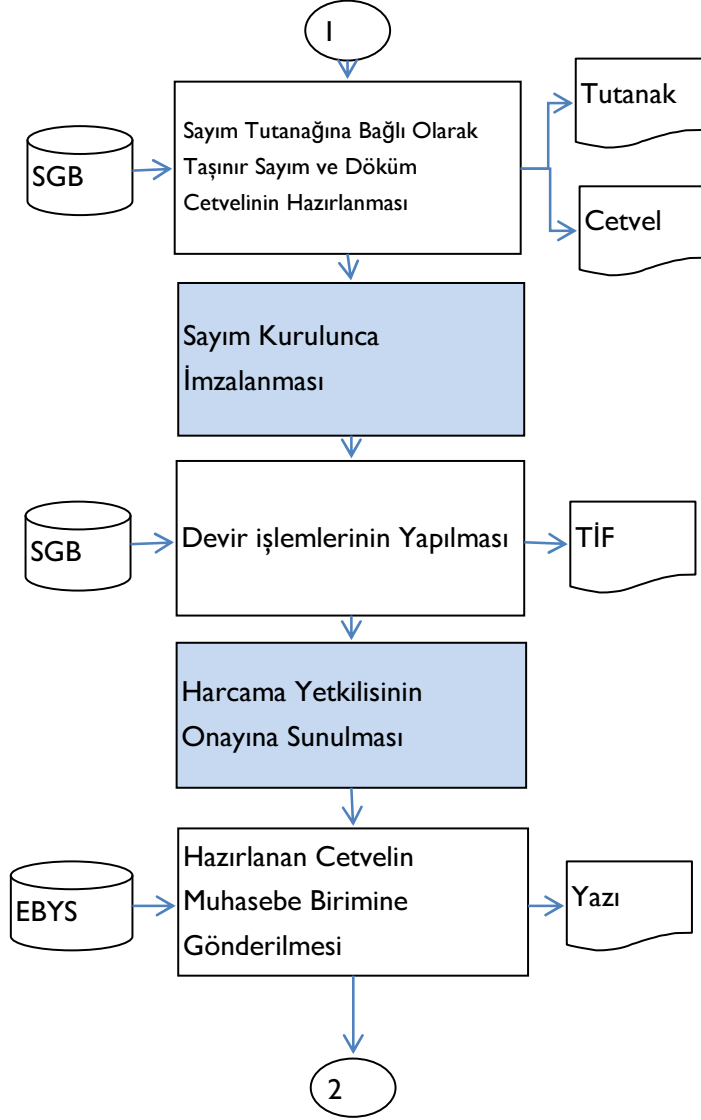 1
Tutanak
Sayım Tutanağına Bağlı Olarak
Taşınır Sayım ve Döküm
Cetvelinin Hazırlanması
SGB
Cetvel
Sayım Kurulunca
İmzalanması
SGB
Devir işlemlerinin Yapılması
TİF
Harcama Yetkilisinin
Onayına Sunulması
Hazırlanan Cetvelin
Muhasebe Birimine
Gönderilmesi
EBYS
Yazı
2